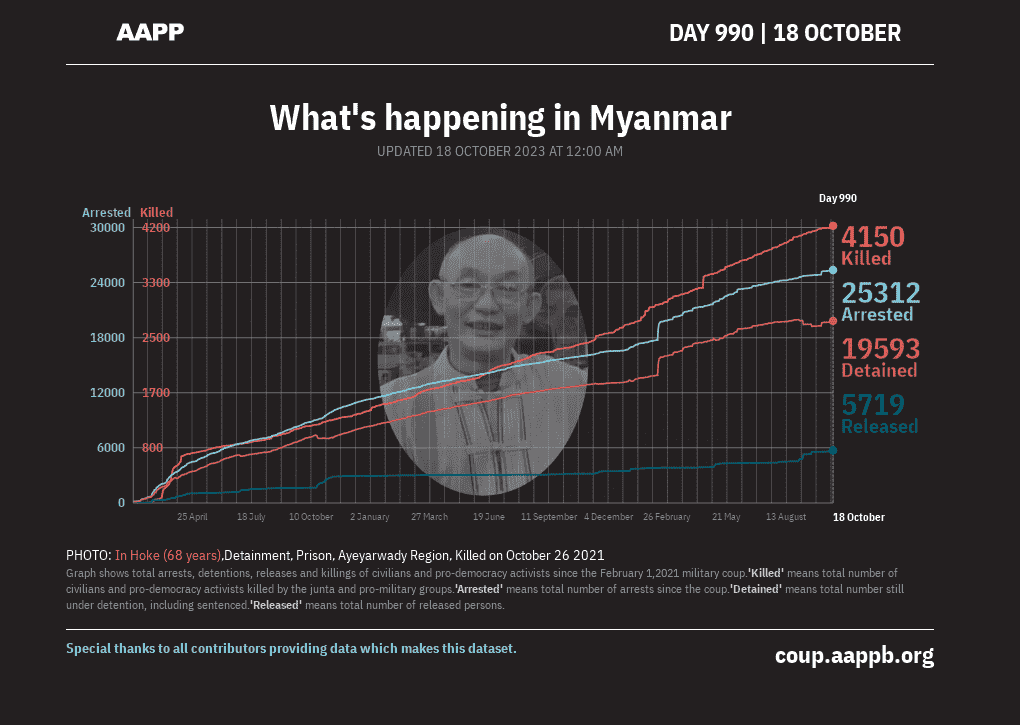 AAPP
DAY 990 | 18 OCTOBER
What's happening in Myanmar
UPDATED 18 OCTOBER 2023 AT 12:00 AM
Day 990
Arrested Killed
30000 4200
24000 3300
18000 2500
12000 1700
6000 800
0
4150
Killed
25312
Arrested
19593
Detained
5719
Released
25 April 18 July 10 October 2 January 27 March 19 June 11 September 4 December 26 February 21 May 13 August 18 October
PHOTO: In Hoke (68 years),Detainment, Prison, Ayeyarwady Region, Killed on October 26 2021
Graph shows total arrests, detentions, releases and killings of civilians and pro-democracy activists since the February 1,2021 military coup.'Killed' means total number of
civilians and pro-democracy activists killed by the junta and pro-military groups.'Arrested' means total number of arrests since the coup.'Detained' means total number still
under detention, including sentenced.'Released' means total number of released persons.
Special thanks to all contributors providing data which makes this dataset.
coup.aappb.org